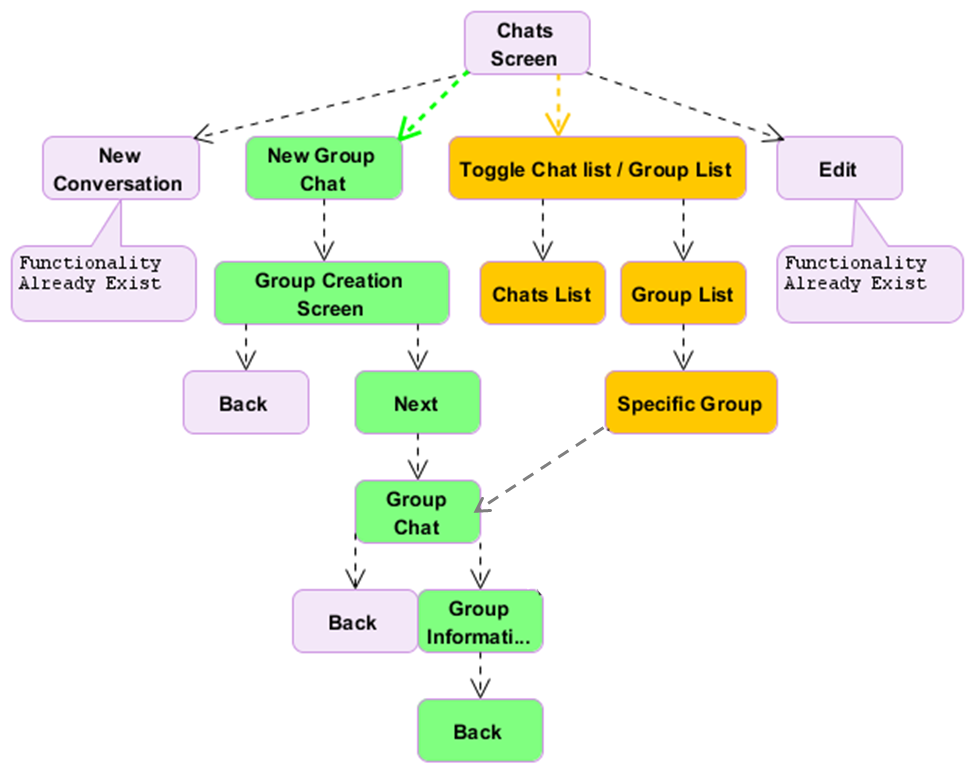 Chats
Screen
New
Conversation
New Group
Chat
Toggle Chat list / Group List
Edit
Functionality
Already Exist
Functionality
Already Exist
Group Creation
Screen
Chats List
Group List
Back
Next
Specific Group
Group
Chat
Back
Group
Informati...
Back